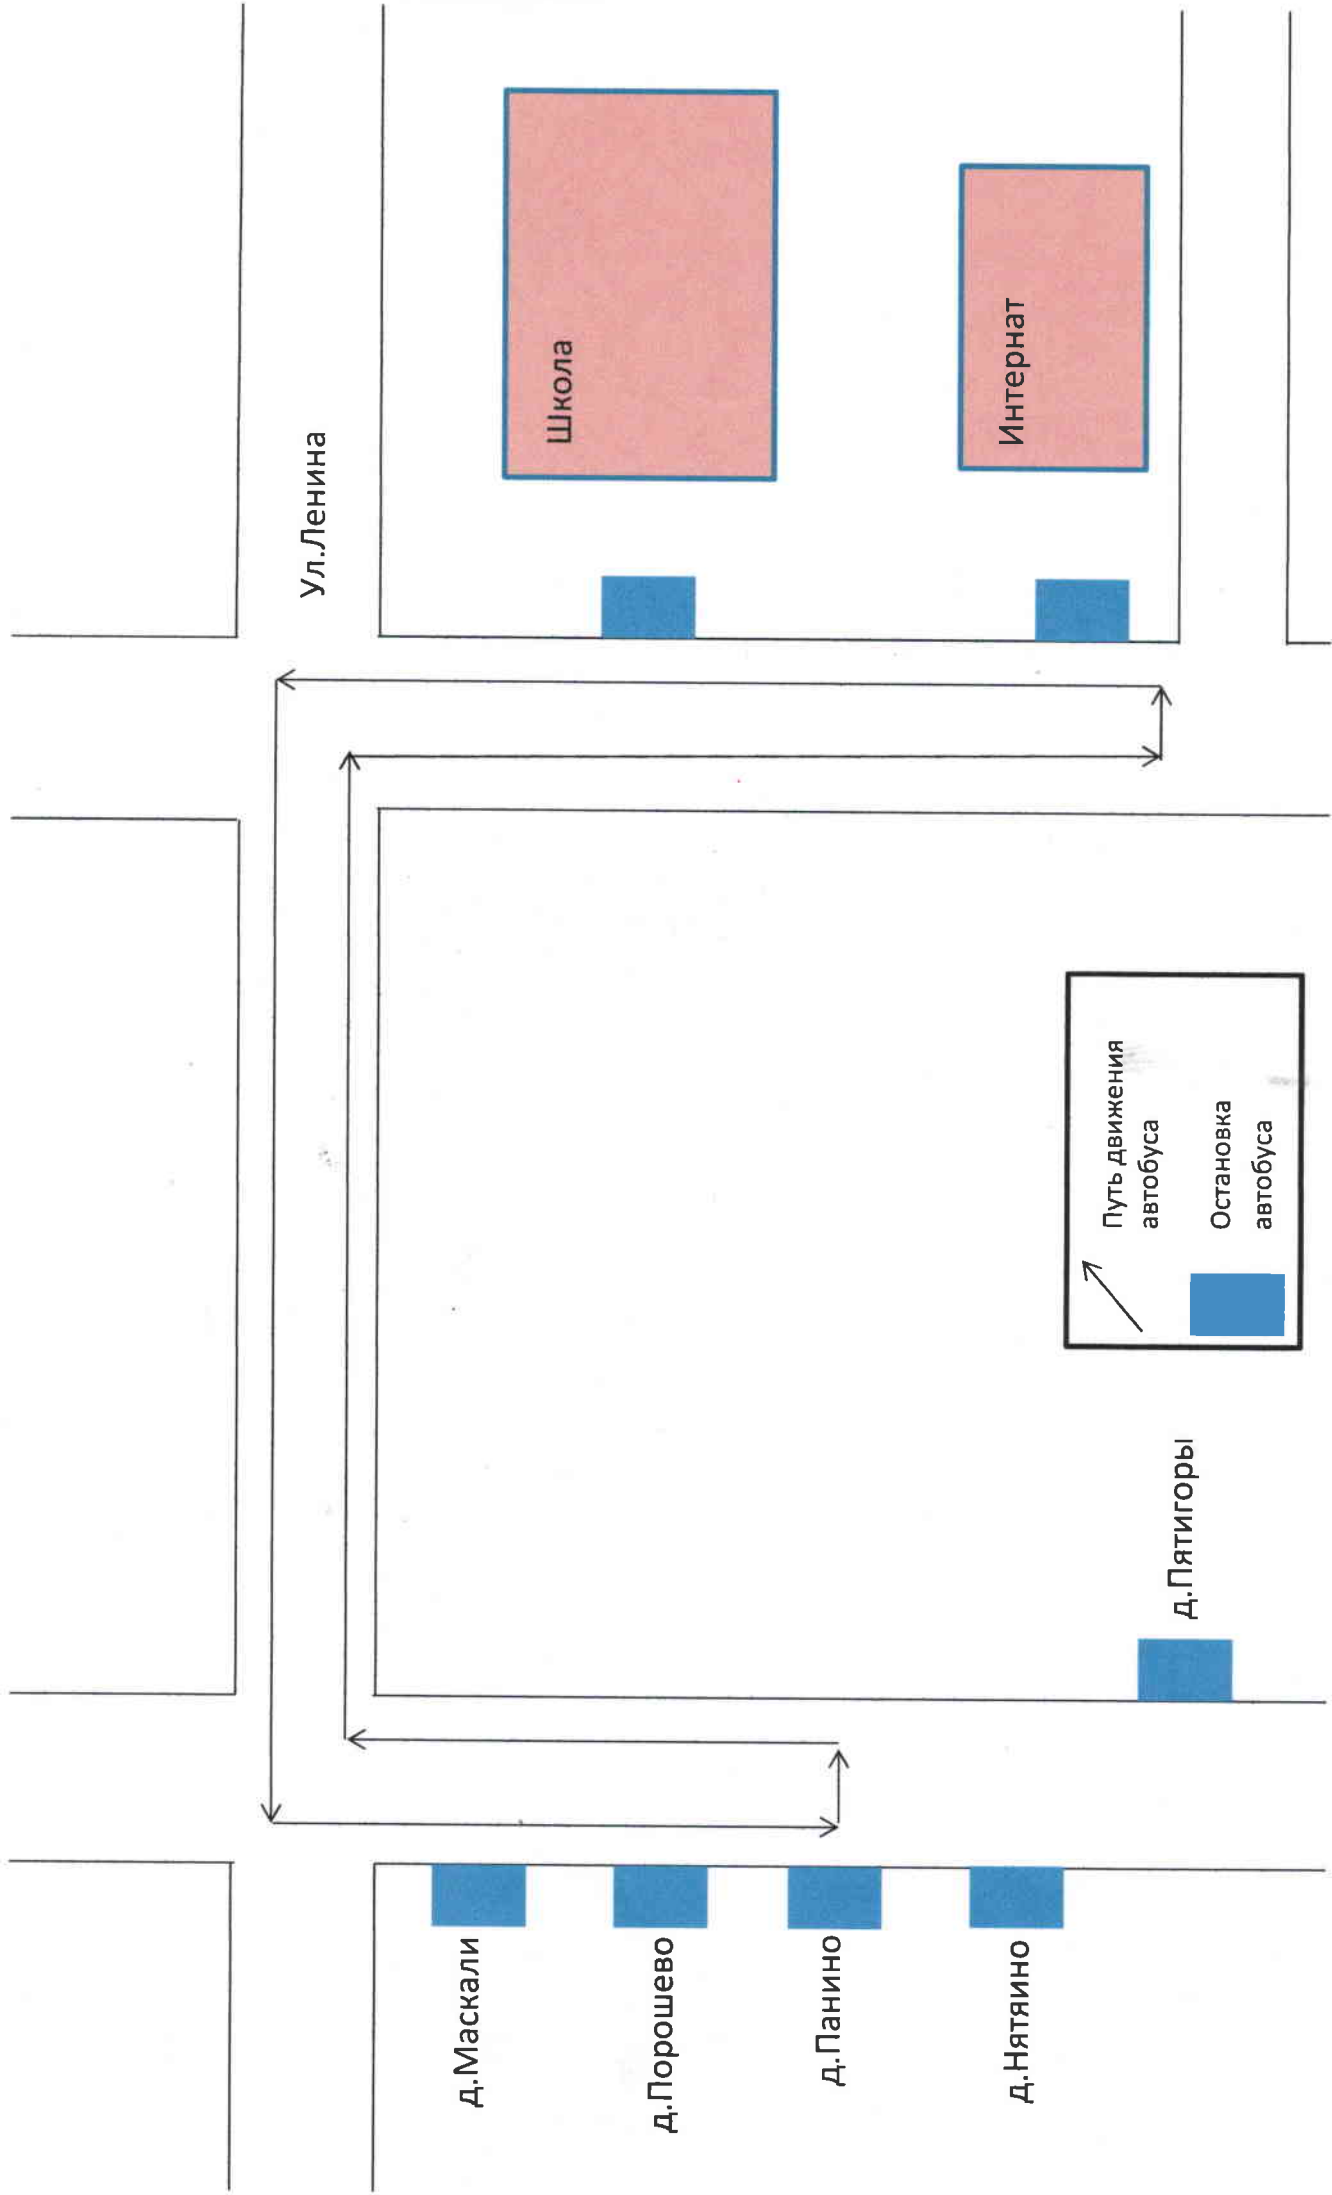 Ул.Ленина
Школа
Интернат
д.Маскали
д.Порошево
д.Панино
д.Нятяино
д.Пятигоры
Путь движения
автобуса
Остановка
автобуса